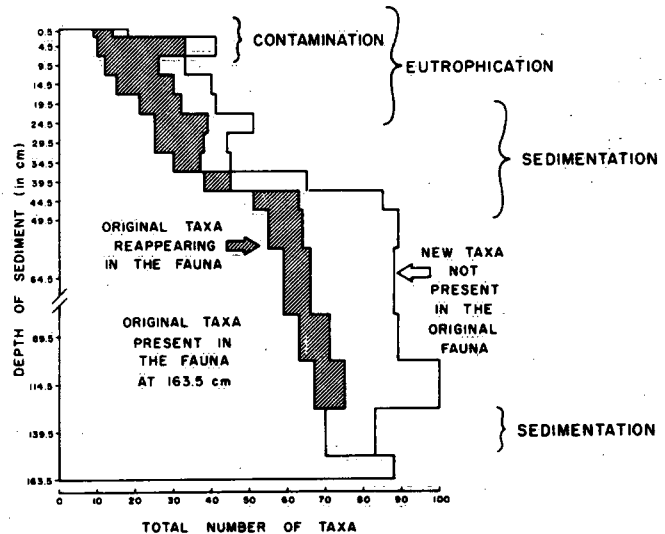 CONTAMINATION
EUTROPHICATION
SEDIMENTATION
0.5
4.5
9.5
14.5
19.5
24.5
29.5
34.5
39.5
44.5
49.5
64.5
89.5
114.5
139.5
163.5
DEPTH OF SEDIMENT (in cm)
ORIGINAL TAXA
REAPPEARING
IN THE FAUNA
NEW TAXA
NOT
PRESENT
IN THE
ORIGINAL
FAUNA
ORIGINAL TAXA
PRESENT IN
THE FAUNA
AT 163.5 cm
SEDIMENTATION
0 10 20 30 40 50 60 70 80 90 100
TOTAL NUMBER OF TAXA